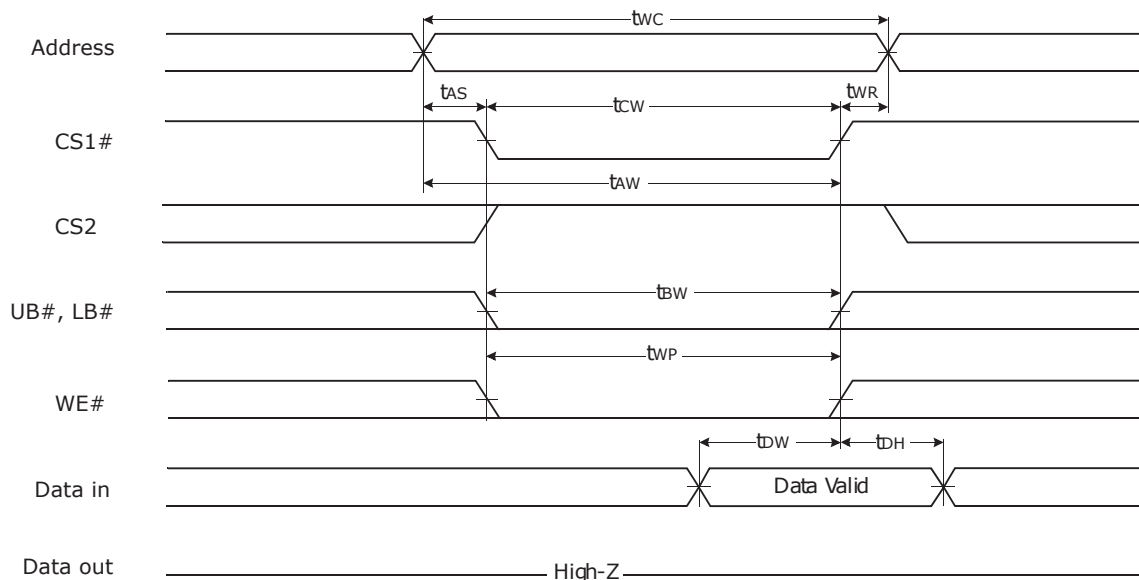 tWC
Address
tAS
tCW
tWR
CS1#
tAW
CS2
tBW
UB#, LB#
tWP
WE#
tDW
tDH
Data in
Data Valid
Data out
High-Z